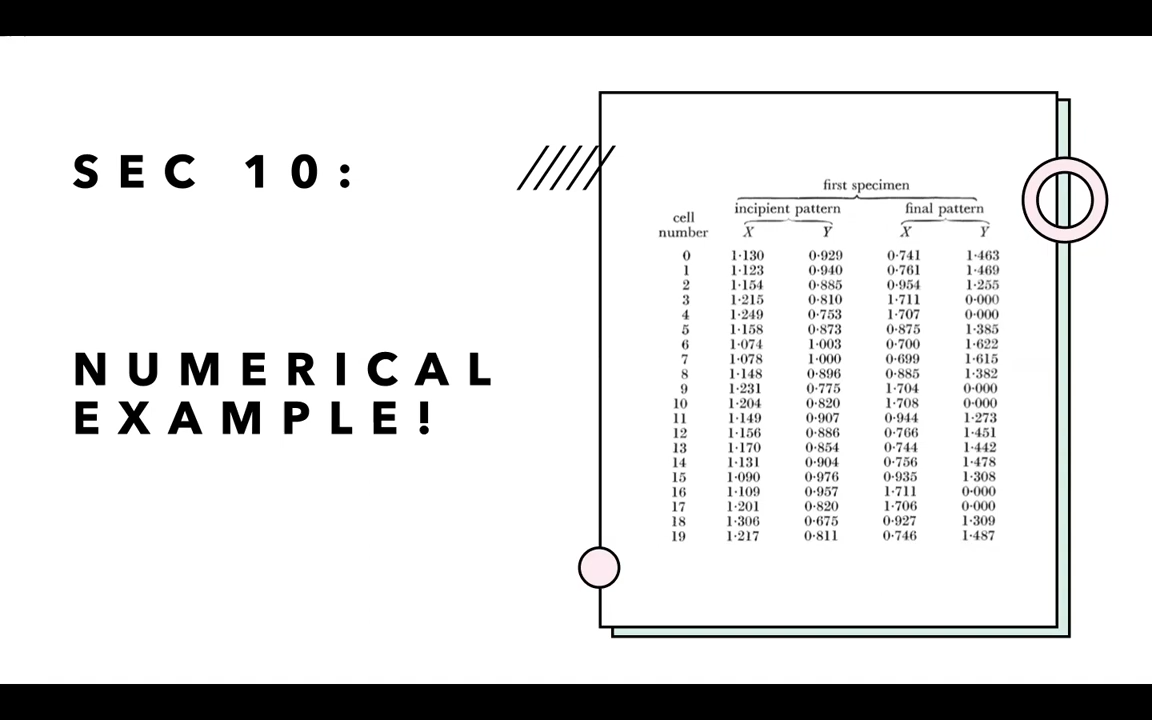 SEC 10:
NUMERICAL
EXAMPLE!
first specimen
incipient pattern final pattern
cell
number X Y X Y
0 1·130 0·929 0·741 1·463
1 1·123 0·940 0·761 1·469
2 1·154 0·885 0·954 1·255
3 1·215 0·810 1·711 0·000
4 1·249 0·753 1·707 0·000
5 1·158 0·873 0·875 1·385
6 1·074 1·003 0·700 1·622
7 1·078 1·000 0·699 1·615
8 1·148 0·896 0·885 1·382
9 1·231 0·775 1·704 0·000
10 1·204 0·820 1·708 0·000
11 1·149 0·907 0·944 1·273
12 1·156 0·886 0·766 1·451
13 1·170 0·854 0·744 1·442
14 1·131 0·904 0·756 1·478
15 1·090 0·976 0·935 1·308
16 1·109 0·957 1·711 0·000
17 1·201 0·820 1·706 0·000
18 1·306 0·675 0·927 1·309
19 1·217 0·811 0·746 1·487